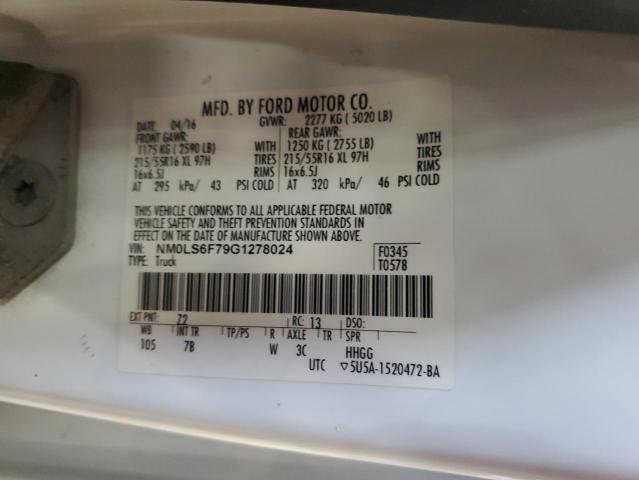 MFD. BY FORD MOTOR CO.
DATE: 04/16 GVWR: 2277 KG ( 5020 LB)
FRONT GAWR: REAR GAWR:
1175 KG ( 2590 LB) WITH 1250 KG ( 2755 LB) WITH
215/55R16 XL 97H TIRES 215/55R16 XL 97H TIRES
16x6.5J RIMS 16x6.5J RIMS
AT 295 kPa/ 43 PSI COLD AT 320 kPa/ 46 PSI COLD
THIS VEHICLE CONFORMS TO ALL APPLICABLE FEDERAL MOTOR
VEHICLE SAFETY AND THEFT PREVENTION STANDARDS IN
EFFECT ON THE DATE OF MANUFACTURE SHOWN ABOVE.
VIN: NM0LS6F79G1278024 F0345
TYPE: Truck T0578
EXT PNT: 72 RC: 13 DSO:
WB INT TR TP/PS R AXLE TR SPR
105 7B W 3C HHGG
UTC ▽5U5A-1520472-BA